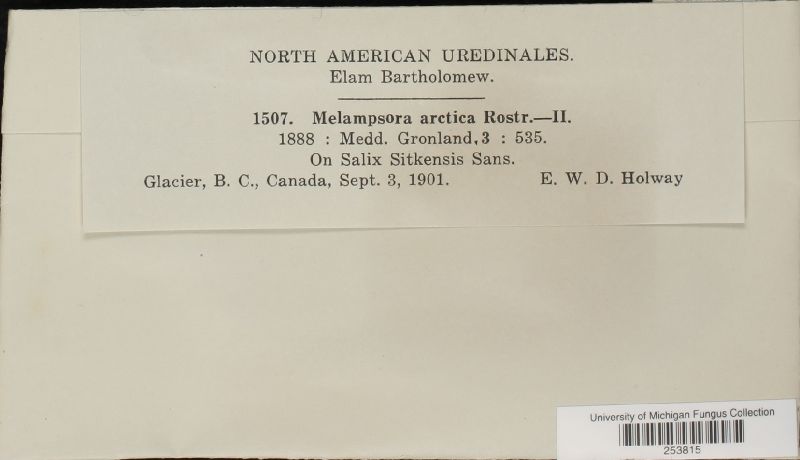 NORTH AMERICAN UREDINALES.
Elam Bartholomew.
1507. Melampsora arctica Rostr.—II.
1888 : Medd. Gronland, 3 : 535.
On Salix Sitkensis Sans.
Glacier, B. C., Canada, Sept. 3, 1901. E. W. D. Holway
University of Michigan Fungus Collection
253815